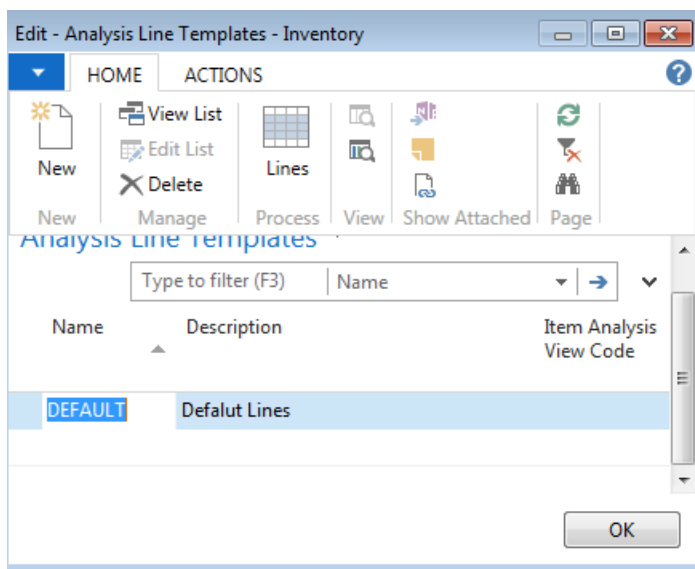 Edit - Analysis Line Templates - Inventory
HOME ACTIONS
New
View List
Edit List
Delete
Lines
New Manage Process View Show Attached Page
Analysis Line Templates
Type to filter (F3) Name
Name Description Item Analysis
View Code
DEFAULT Defalut Lines
OK